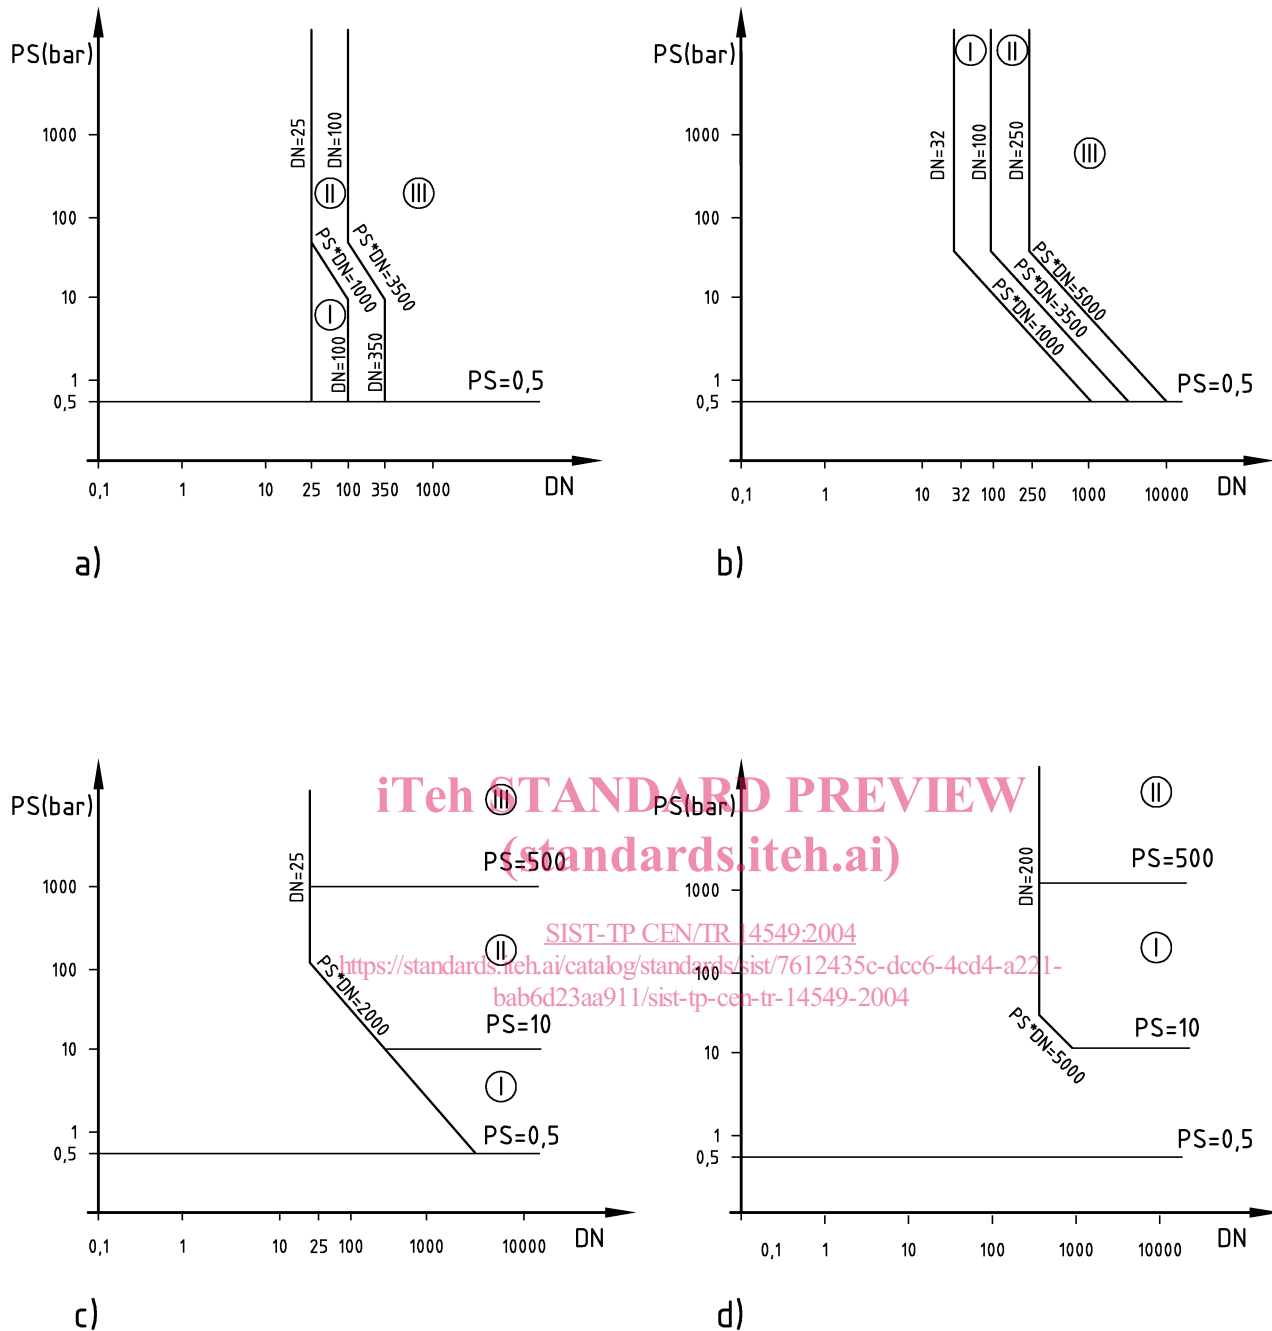 PS(bar)
1000
100
10
1
0,5
DN=25
DN=100
II
III
PS*DN=1000
PS*DN=3500
I
DN=100
DN=350
PS=0,5
0,1 1 10 25 100 350 1000
DN
a)
PS(bar)
1000
100
10
1
0,5
I
II
III
DN=32
DN=100
DN=250
PS*DN=5000
PS*DN=3500
PS*DN=1000
PS=0,5
0,1 1 10 32 100 250 1000 10000
DN
b)
iTeh STANDARD PREVIEW
(standards.iteh.ai)
SIST-TP CEN/TR 14549:2004
https://standards.iteh.ai/catalog/standards/sist/7612435c-dcc6-4cd4-a221-
bab6d23aa911/sist-tp-cen-tr-14549-2004
PS(bar)
1000
100
10
1
0,5
III
DN=25
PS=500
II
PS*DN=2000
PS=10
I
PS=0,5
0,1 1 10 25 100 1000 10000
DN
c)
PS(bar)
1000
100
10
1
0,5
II
DN=200
PS=500
I
PS*DN=5000
PS=10
PS=0,5
0,1 1 10 100 1000 10000
DN
d)